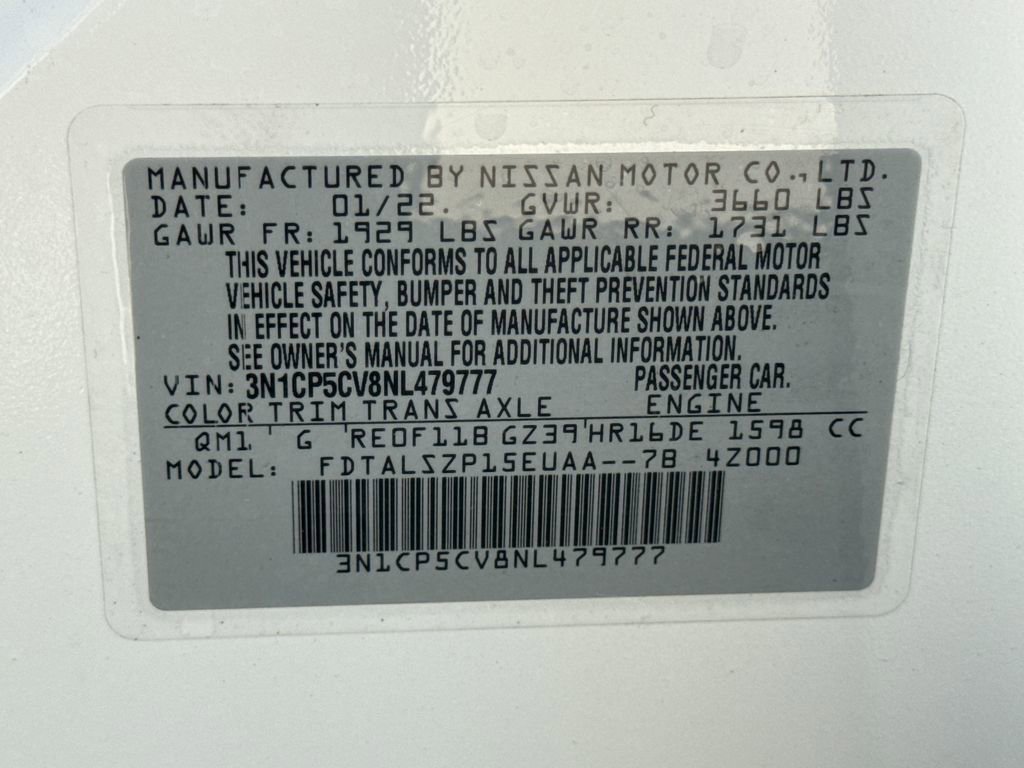 MANUFACTURED BY NISSAN MOTOR CO., LTD.
DATE: 01/22. GVWR: 3660 LBS
GAWR FR: 1929 LBS GAWR RR: 1731 LBS
THIS VEHICLE CONFORMS TO ALL APPLICABLE FEDERAL MOTOR
VEHICLE SAFETY, BUMPER AND THEFT PREVENTION STANDARDS
IN EFFECT ON THE DATE OF MANUFACTURE SHOWN ABOVE.
SEE OWNER'S MANUAL FOR ADDITIONAL INFORMATION.
VIN: 3N1CP5CV8NL479777 PASSENGER CAR.
COLOR TRIM TRANS AXLE ENGINE
QM1 G RE0F11B GZ39 HR16DE 1598 CC
MODEL: FDTALSZP15EUAA--7B 4Z000
3N1CP5CV8NL479777